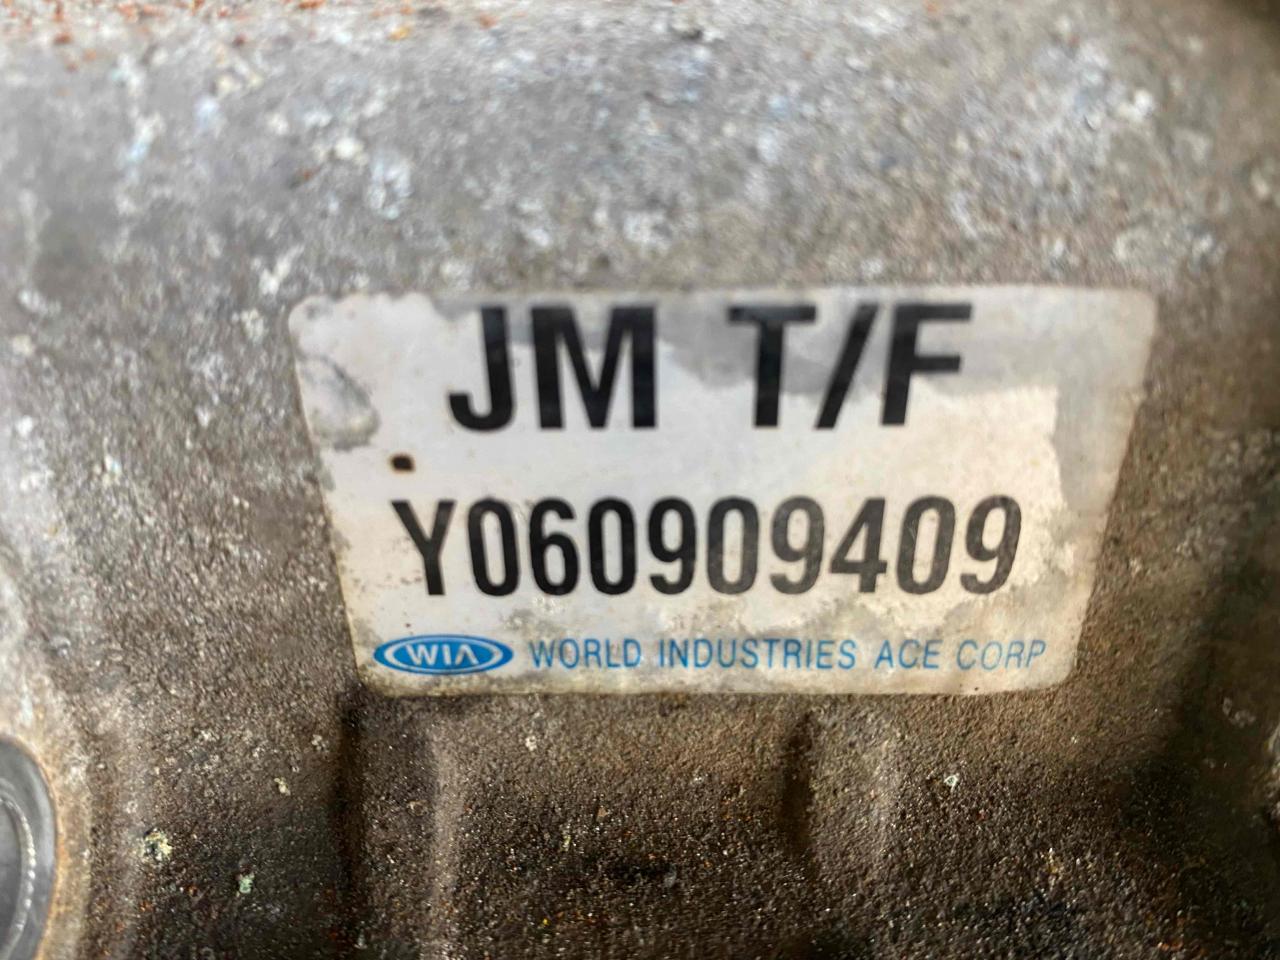 JM T/F
Y060909409
WIA WORLD INDUSTRIES ACE CORP